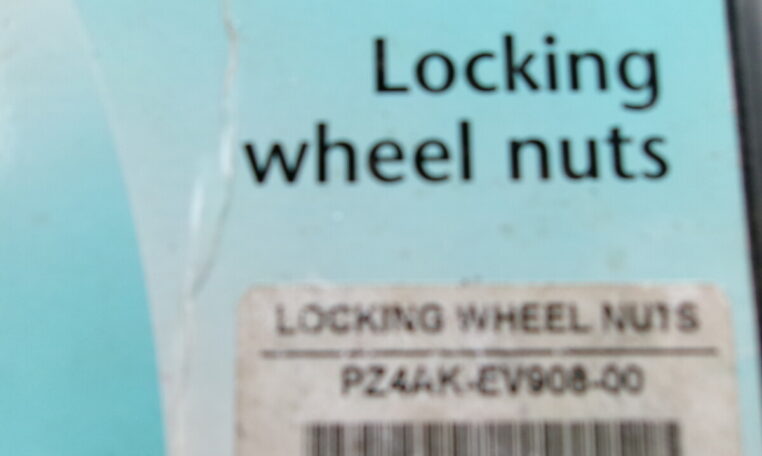 Locking
wheel nuts
LOCKING WHEEL NUTS
PZ4AK-EV908-00